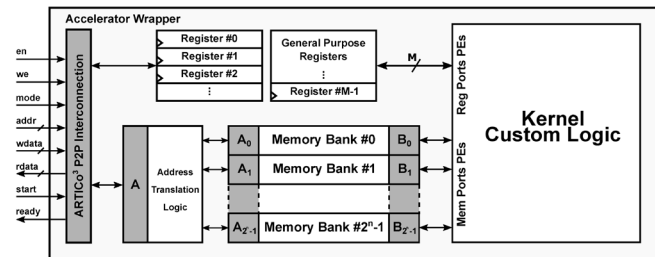 Accelerator Wrapper
en
we
mode
addr
wdata
rdata
start
ready
ARTICo³ P2P Interconnection
Register #0
Register #1
Register #2
⋮
General Purpose
Registers
⋮
Register #M-1
M
Reg Ports PEs
Mem Ports PEs
Kernel
Custom Logic
A
Address
Translation
Logic
A₀ Memory Bank #0 B₀
A₁ Memory Bank #1 B₁
A₂ⁿ₋₁ Memory Bank #2ⁿ-1 B₂ⁿ₋₁